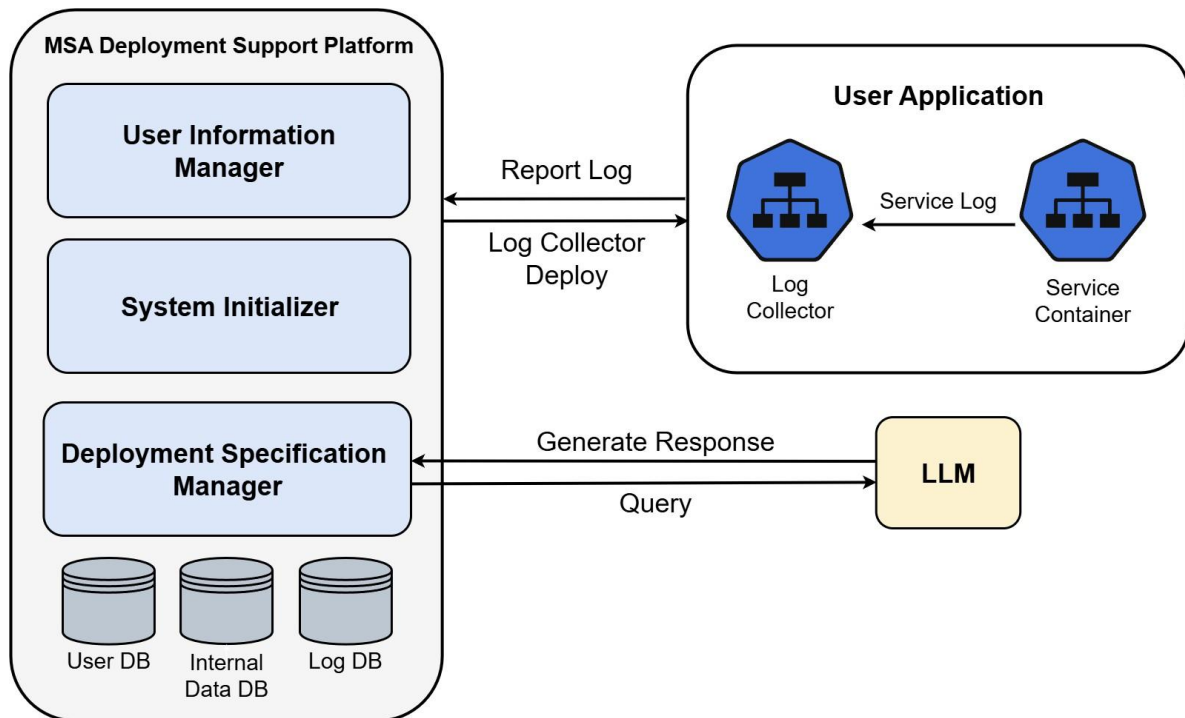 MSA Deployment Support Platform
User Information
Manager
System Initializer
Deployment Specification
Manager
User DB
Internal
Data DB
Log DB
Report Log
Log Collector
Deploy
User Application
Service Log
Log
Collector
Service
Container
Generate Response
Query
LLM